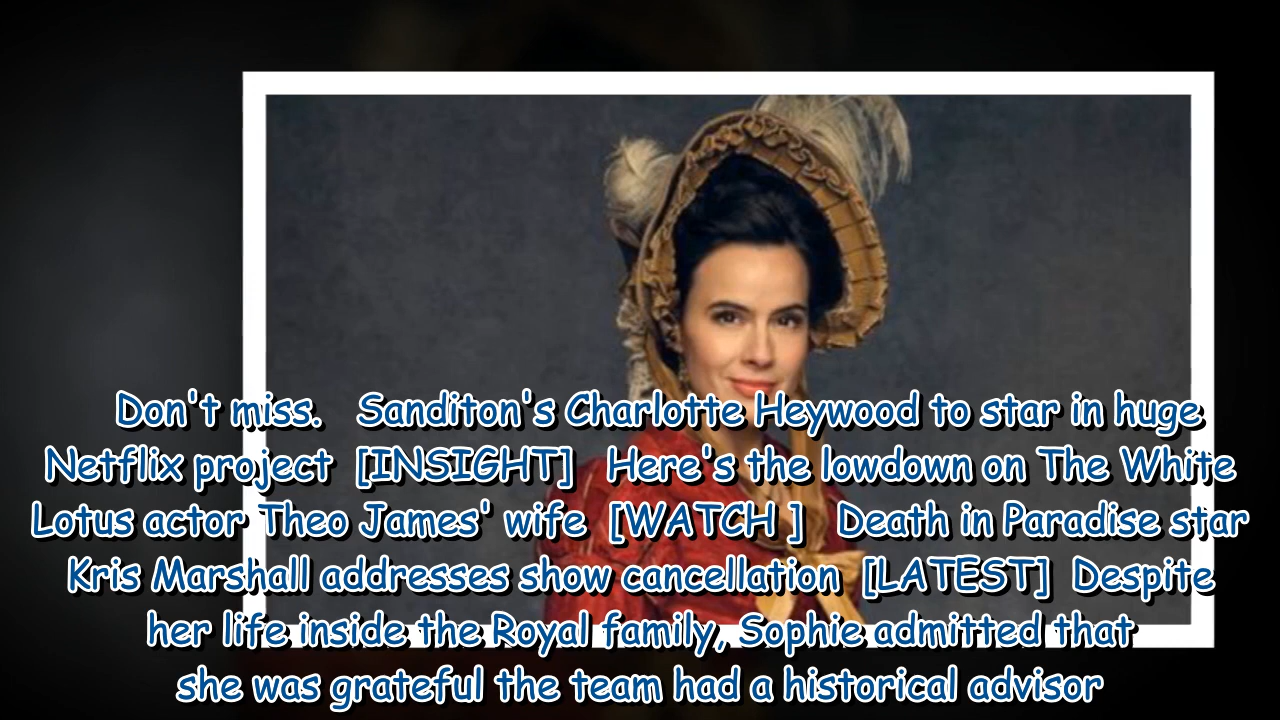 Don't miss. Sanditon's Charlotte Heywood to star in huge
Netflix project [INSIGHT] Here's the lowdown on The White
Lotus actor Theo James' wife [WATCH ] Death in Paradise star
Kris Marshall addresses show cancellation [LATEST] Despite
her life inside the Royal family, Sophie admitted that
she was grateful the team had a historical advisor